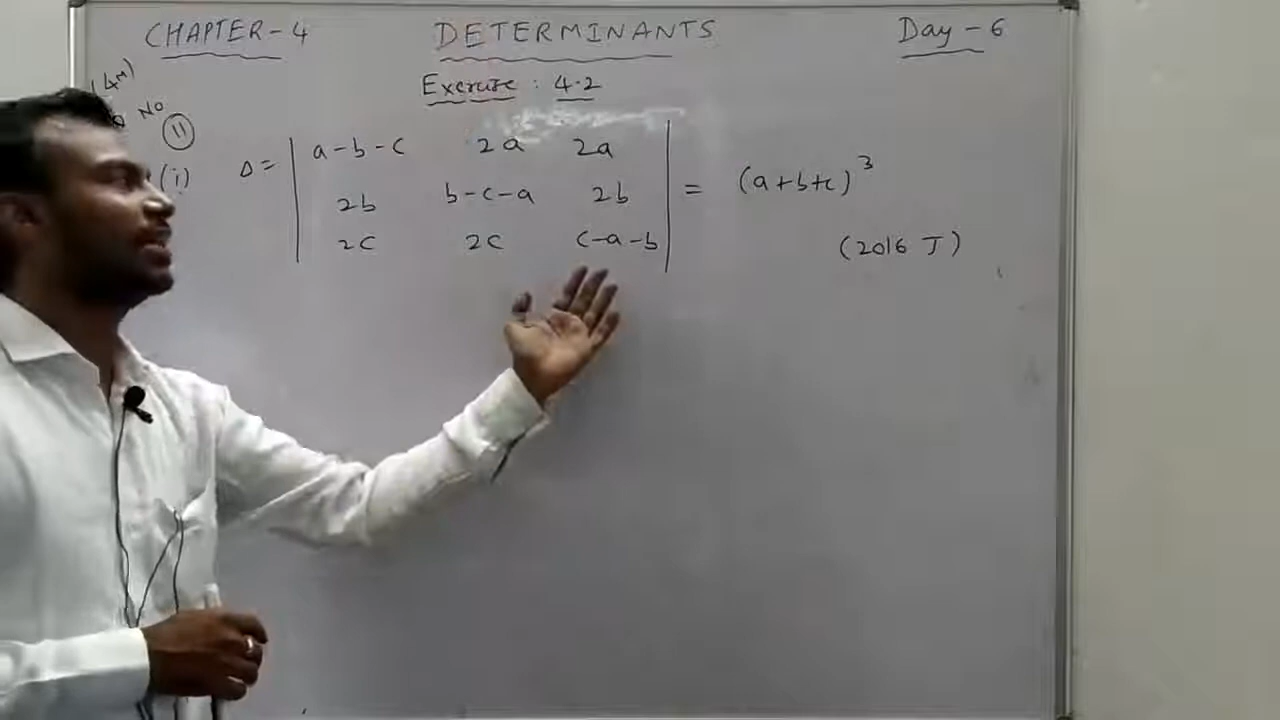 CHAPTER-4 DETERMINANTS Day-6
Exercise : 4.2
(4M)
No
11
(i) Δ= | a-b-c 2a 2a | = (a+b+c)³
2b b-c-a 2b
2c 2c c-a-b
(2016 J)